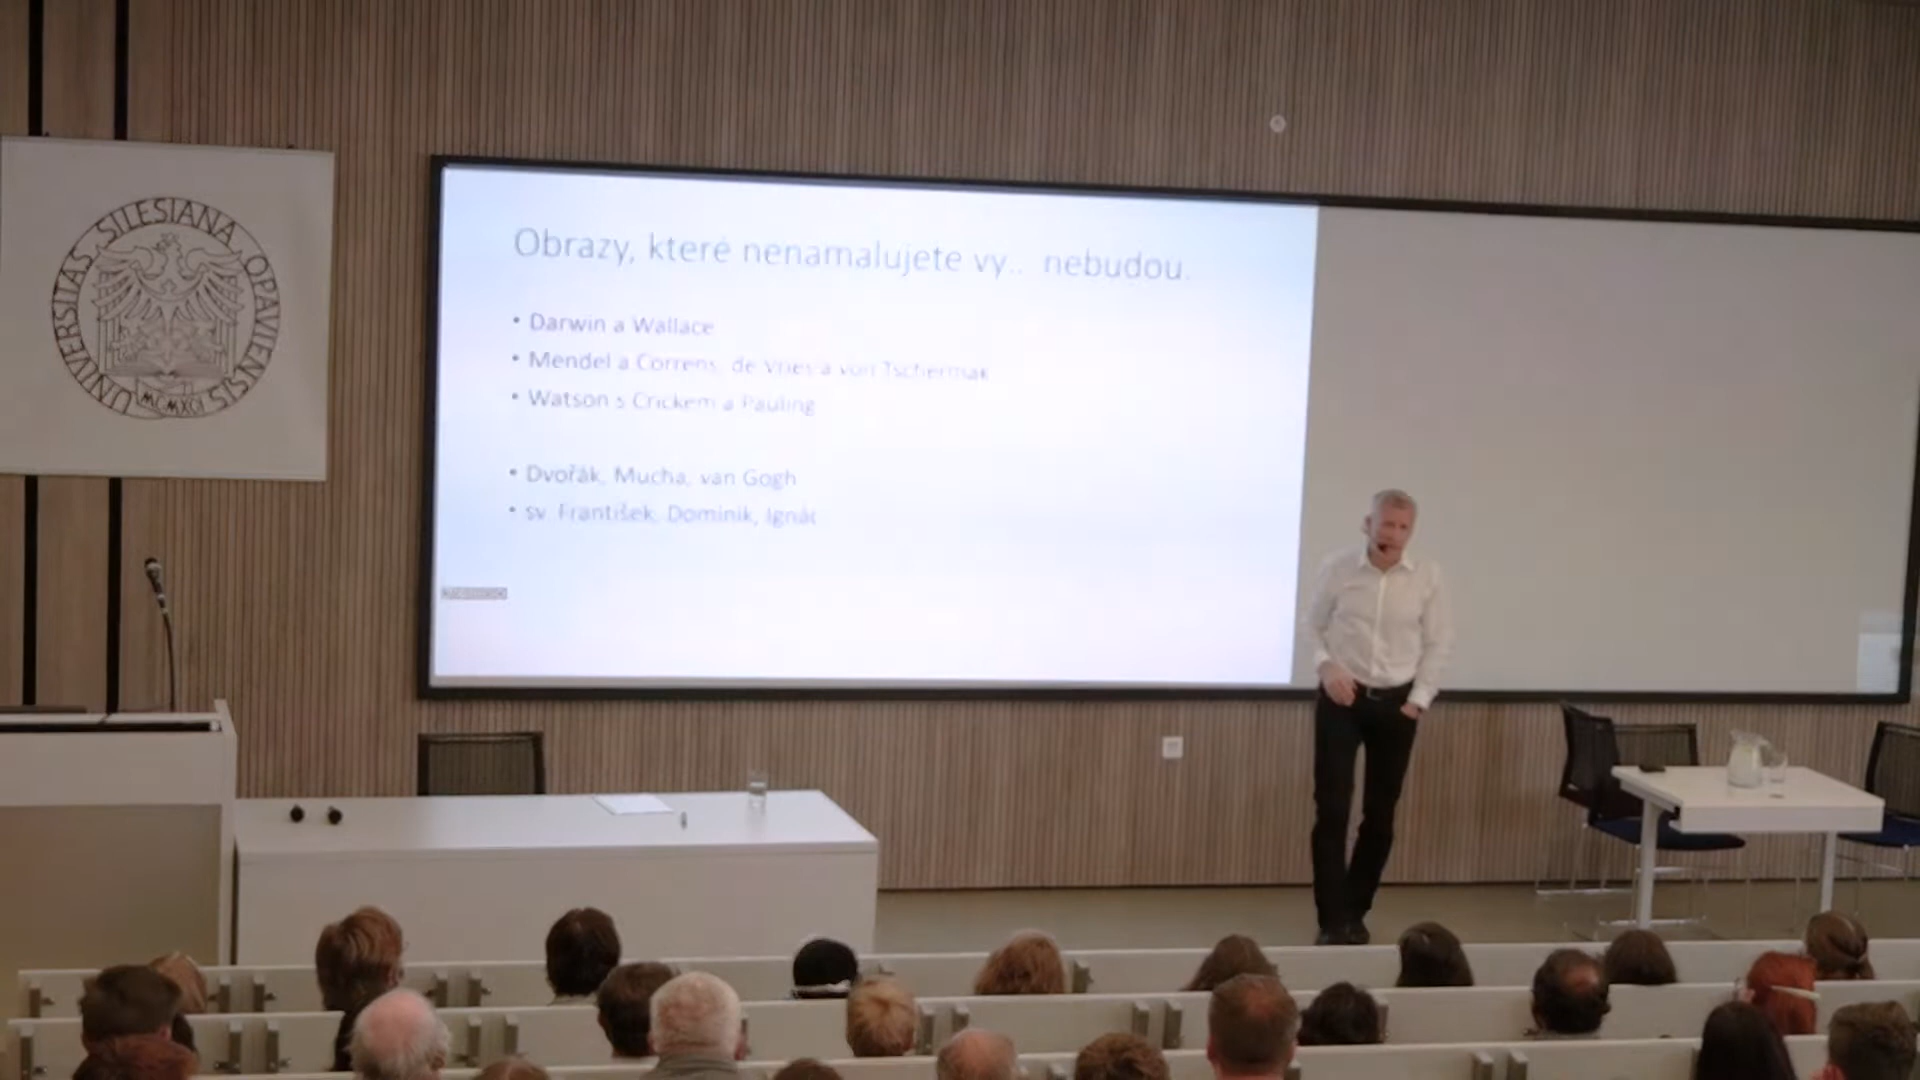 UNIVERSITAS SILESIANA OPAVIENSIS
MCMXCI
Obrazy, které nenamalujete vy.. nebudou.
• Darwin a Wallace
• Mendel a Correns, de Vries a von Tschermak
• Watson s Crickem a Pauling
• Dvořák, Mucha, van Gogh
• sv. František, Dominik, Ignát